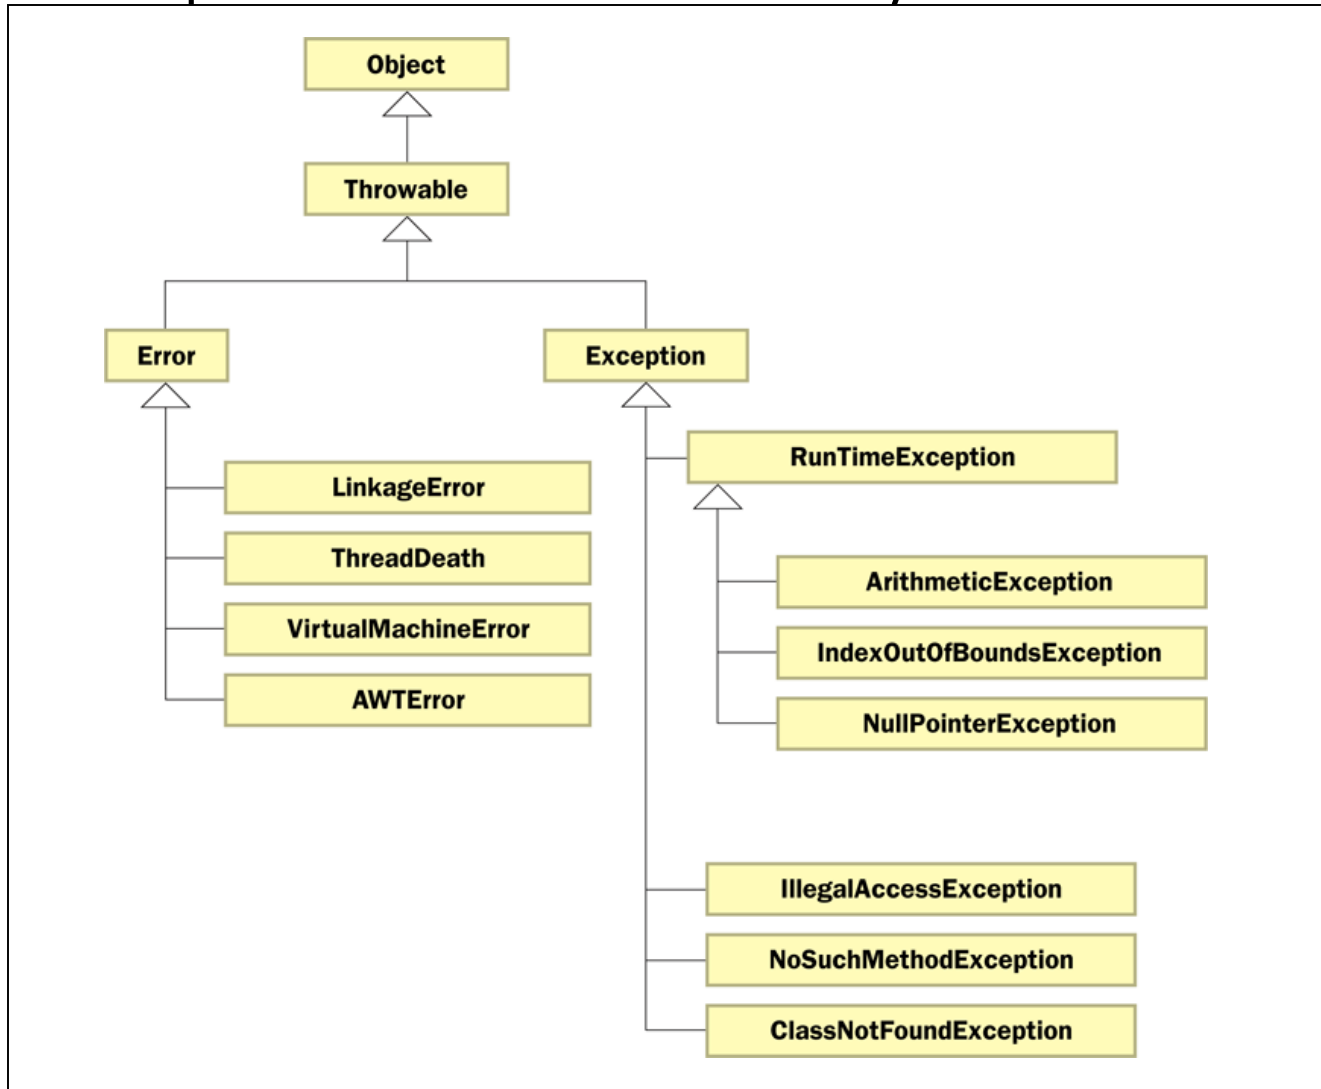 Object
Throwable
Error
Exception
RunTimeException
LinkageError
ThreadDeath
VirtualMachineError
AWTError
ArithmeticException
IndexOutOfBoundsException
NullPointerException
IllegalAccessException
NoSuchMethodException
ClassNotFoundException